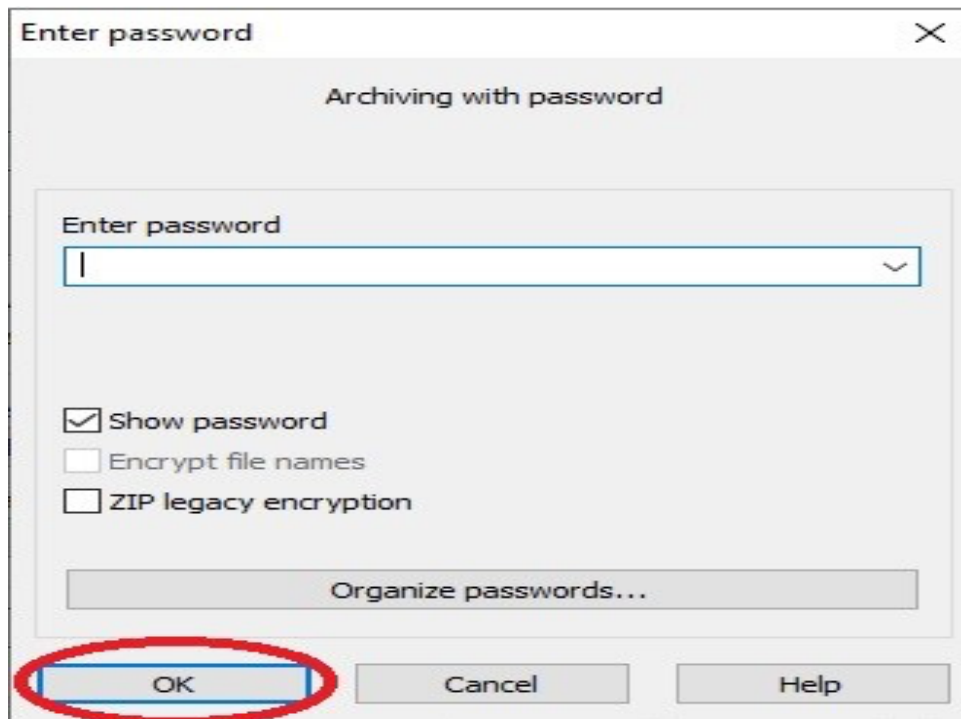 Enter password
Archiving with password
Enter password
Show password
Encrypt file names
ZIP legacy encryption
Organize passwords...
OK Cancel Help